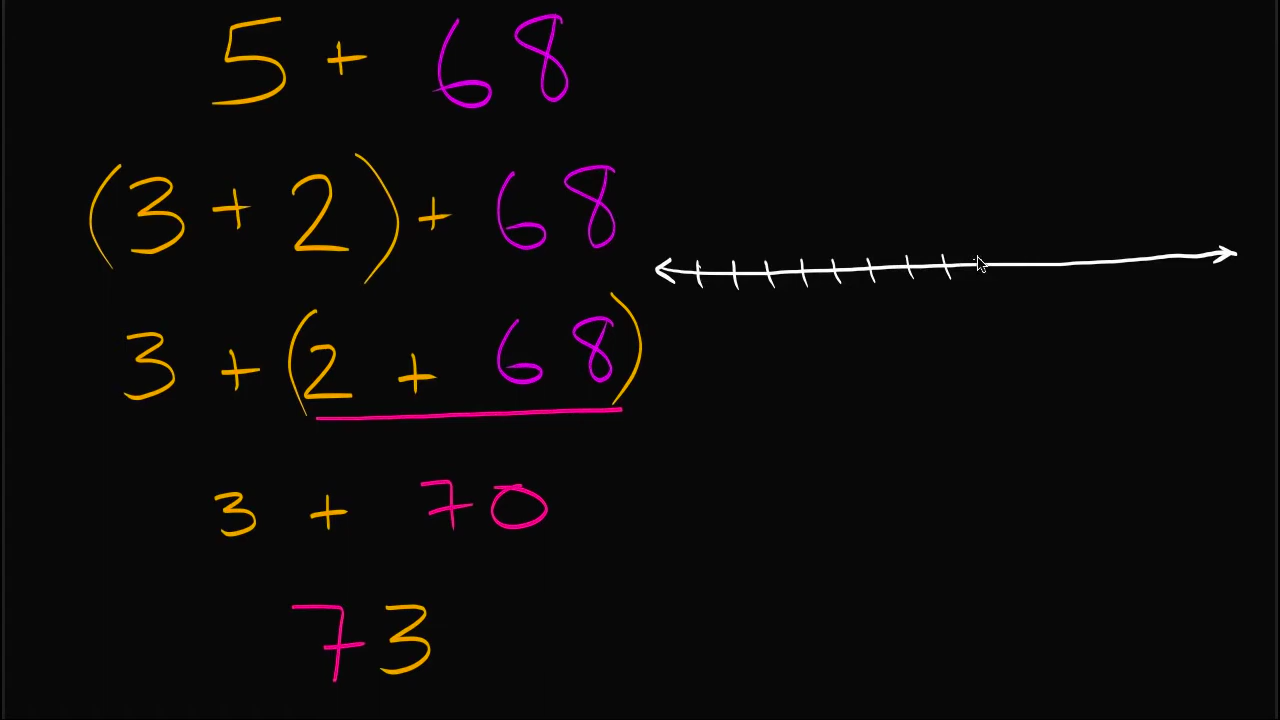 5 + 68
(3 + 2) + 68
3 + (2 + 68)
3 + 70
73